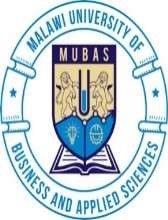 MALAWI UNIVERSITY OF
MUBAS
BUSINESS AND APPLIED SCIENCES